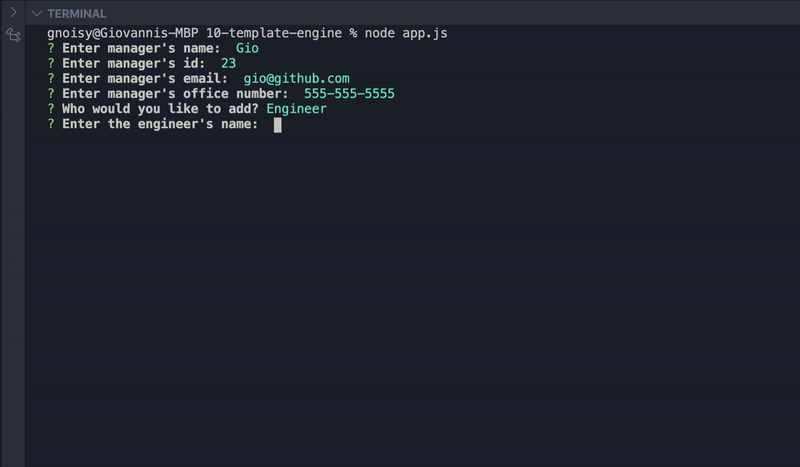 TERMINAL
gnoisy@Giovannis-MBP 10-template-engine % node app.js
? Enter manager's name:  Gio
? Enter manager's id:  23
? Enter manager's email:  gio@github.com
? Enter manager's office number:  555-555-5555
? Who would you like to add? Engineer
? Enter the engineer's name: